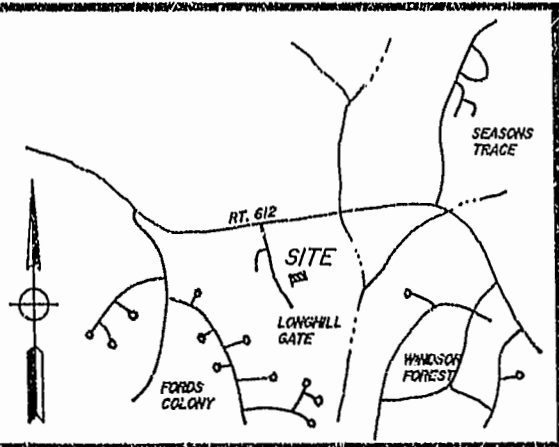 SEASONS
TRACE
RT. 612
SITE
LONGHILL
GATE
WINDSOR
FOREST
FORDS
COLONY